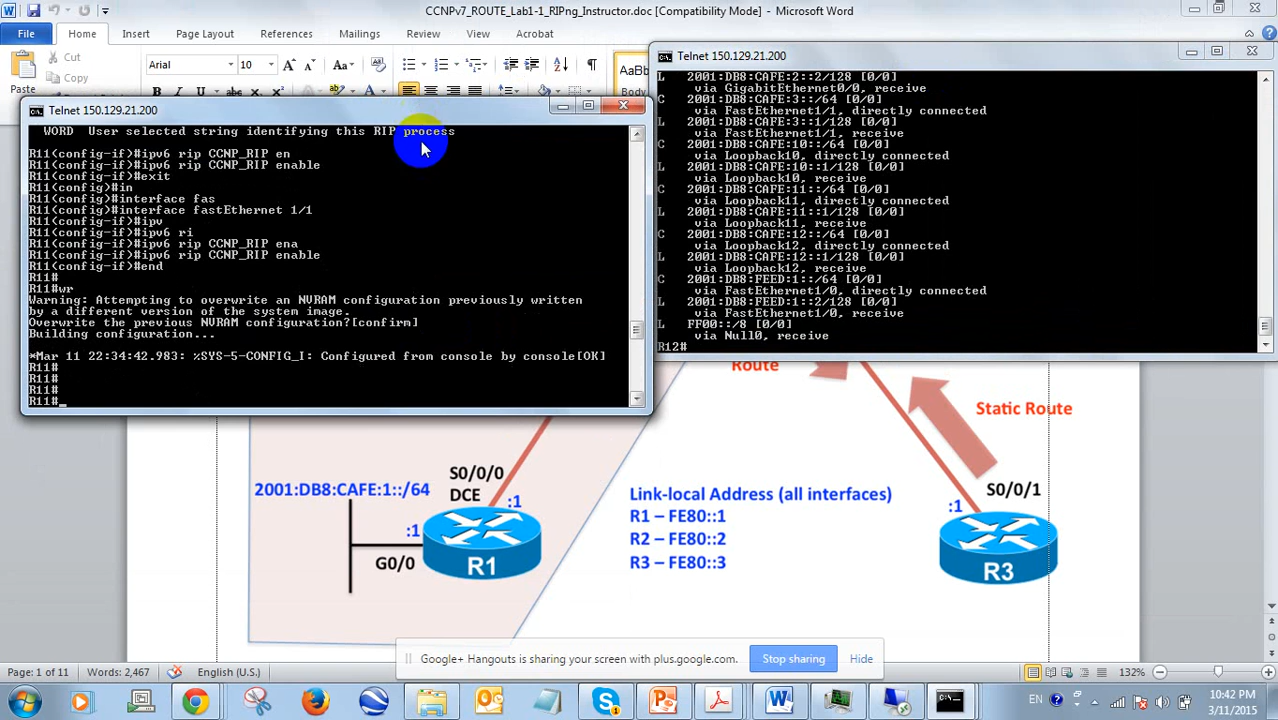 CCNPv7_ROUTE_Lab1-1_RIPng_Instructor.doc [Compatibility Mode] - Microsoft Word
File Home Insert Page Layout References Mailings Review View Acrobat
Cut
Copy
Paste
Arial 10
AaBb
Telnet 150.129.21.200
WORD User selected string identifying this RIP process
R11(config-if)#ipv6 rip CCNP_RIP en
R11(config-if)#ipv6 rip CCNP_RIP enable
R11(config-if)#exit
R11(config)#in
R11(config)#interface fas
R11(config)#interface fastEthernet 1/1
R11(config-if)#ipv
R11(config-if)#ipv6 ri
R11(config-if)#ipv6 rip CCNP_RIP ena
R11(config-if)#ipv6 rip CCNP_RIP enable
R11(config-if)#end
R11#
R11#wr
Warning: Attempting to overwrite an NVRAM configuration previously written
by a different version of the system image.
Overwrite the previous NVRAM configuration?[confirm]
Building configuration...
*Mar 11 22:34:42.983: %SYS-5-CONFIG_I: Configured from console by console[OK]
R11#
R11#
R11#
R11#_
Telnet 150.129.21.200
L 2001:DB8:CAFE:2::2/128 [0/0]
via GigabitEthernet0/0, receive
C 2001:DB8:CAFE:3::/64 [0/0]
via FastEthernet1/1, directly connected
L 2001:DB8:CAFE:3::1/128 [0/0]
via FastEthernet1/1, receive
C 2001:DB8:CAFE:10::/64 [0/0]
via Loopback10, directly connected
L 2001:DB8:CAFE:10::1/128 [0/0]
via Loopback10, receive
C 2001:DB8:CAFE:11::/64 [0/0]
via Loopback11, directly connected
L 2001:DB8:CAFE:11::1/128 [0/0]
via Loopback11, receive
C 2001:DB8:CAFE:12::/64 [0/0]
via Loopback12, directly connected
L 2001:DB8:CAFE:12::1/128 [0/0]
via Loopback12, receive
C 2001:DB8:FEED:1::/64 [0/0]
via FastEthernet1/0, directly connected
L 2001:DB8:FEED:1::2/128 [0/0]
via FastEthernet1/0, receive
L FF00::/8 [0/0]
via Null0, receive
R12#
Route
Static Route
S0/0/0
DCE
:1
2001:DB8:CAFE:1::/64
:1
G0/0
R1
Link-local Address (all interfaces)
R1 – FE80::1
R2 – FE80::2
R3 – FE80::3
S0/0/1
:1
R3
Google+ Hangouts is sharing your screen with plus.google.com. Stop sharing Hide
Page: 1 of 11 Words: 2,467 English (U.S.) 132%
EN 10:42 PM
3/11/2015